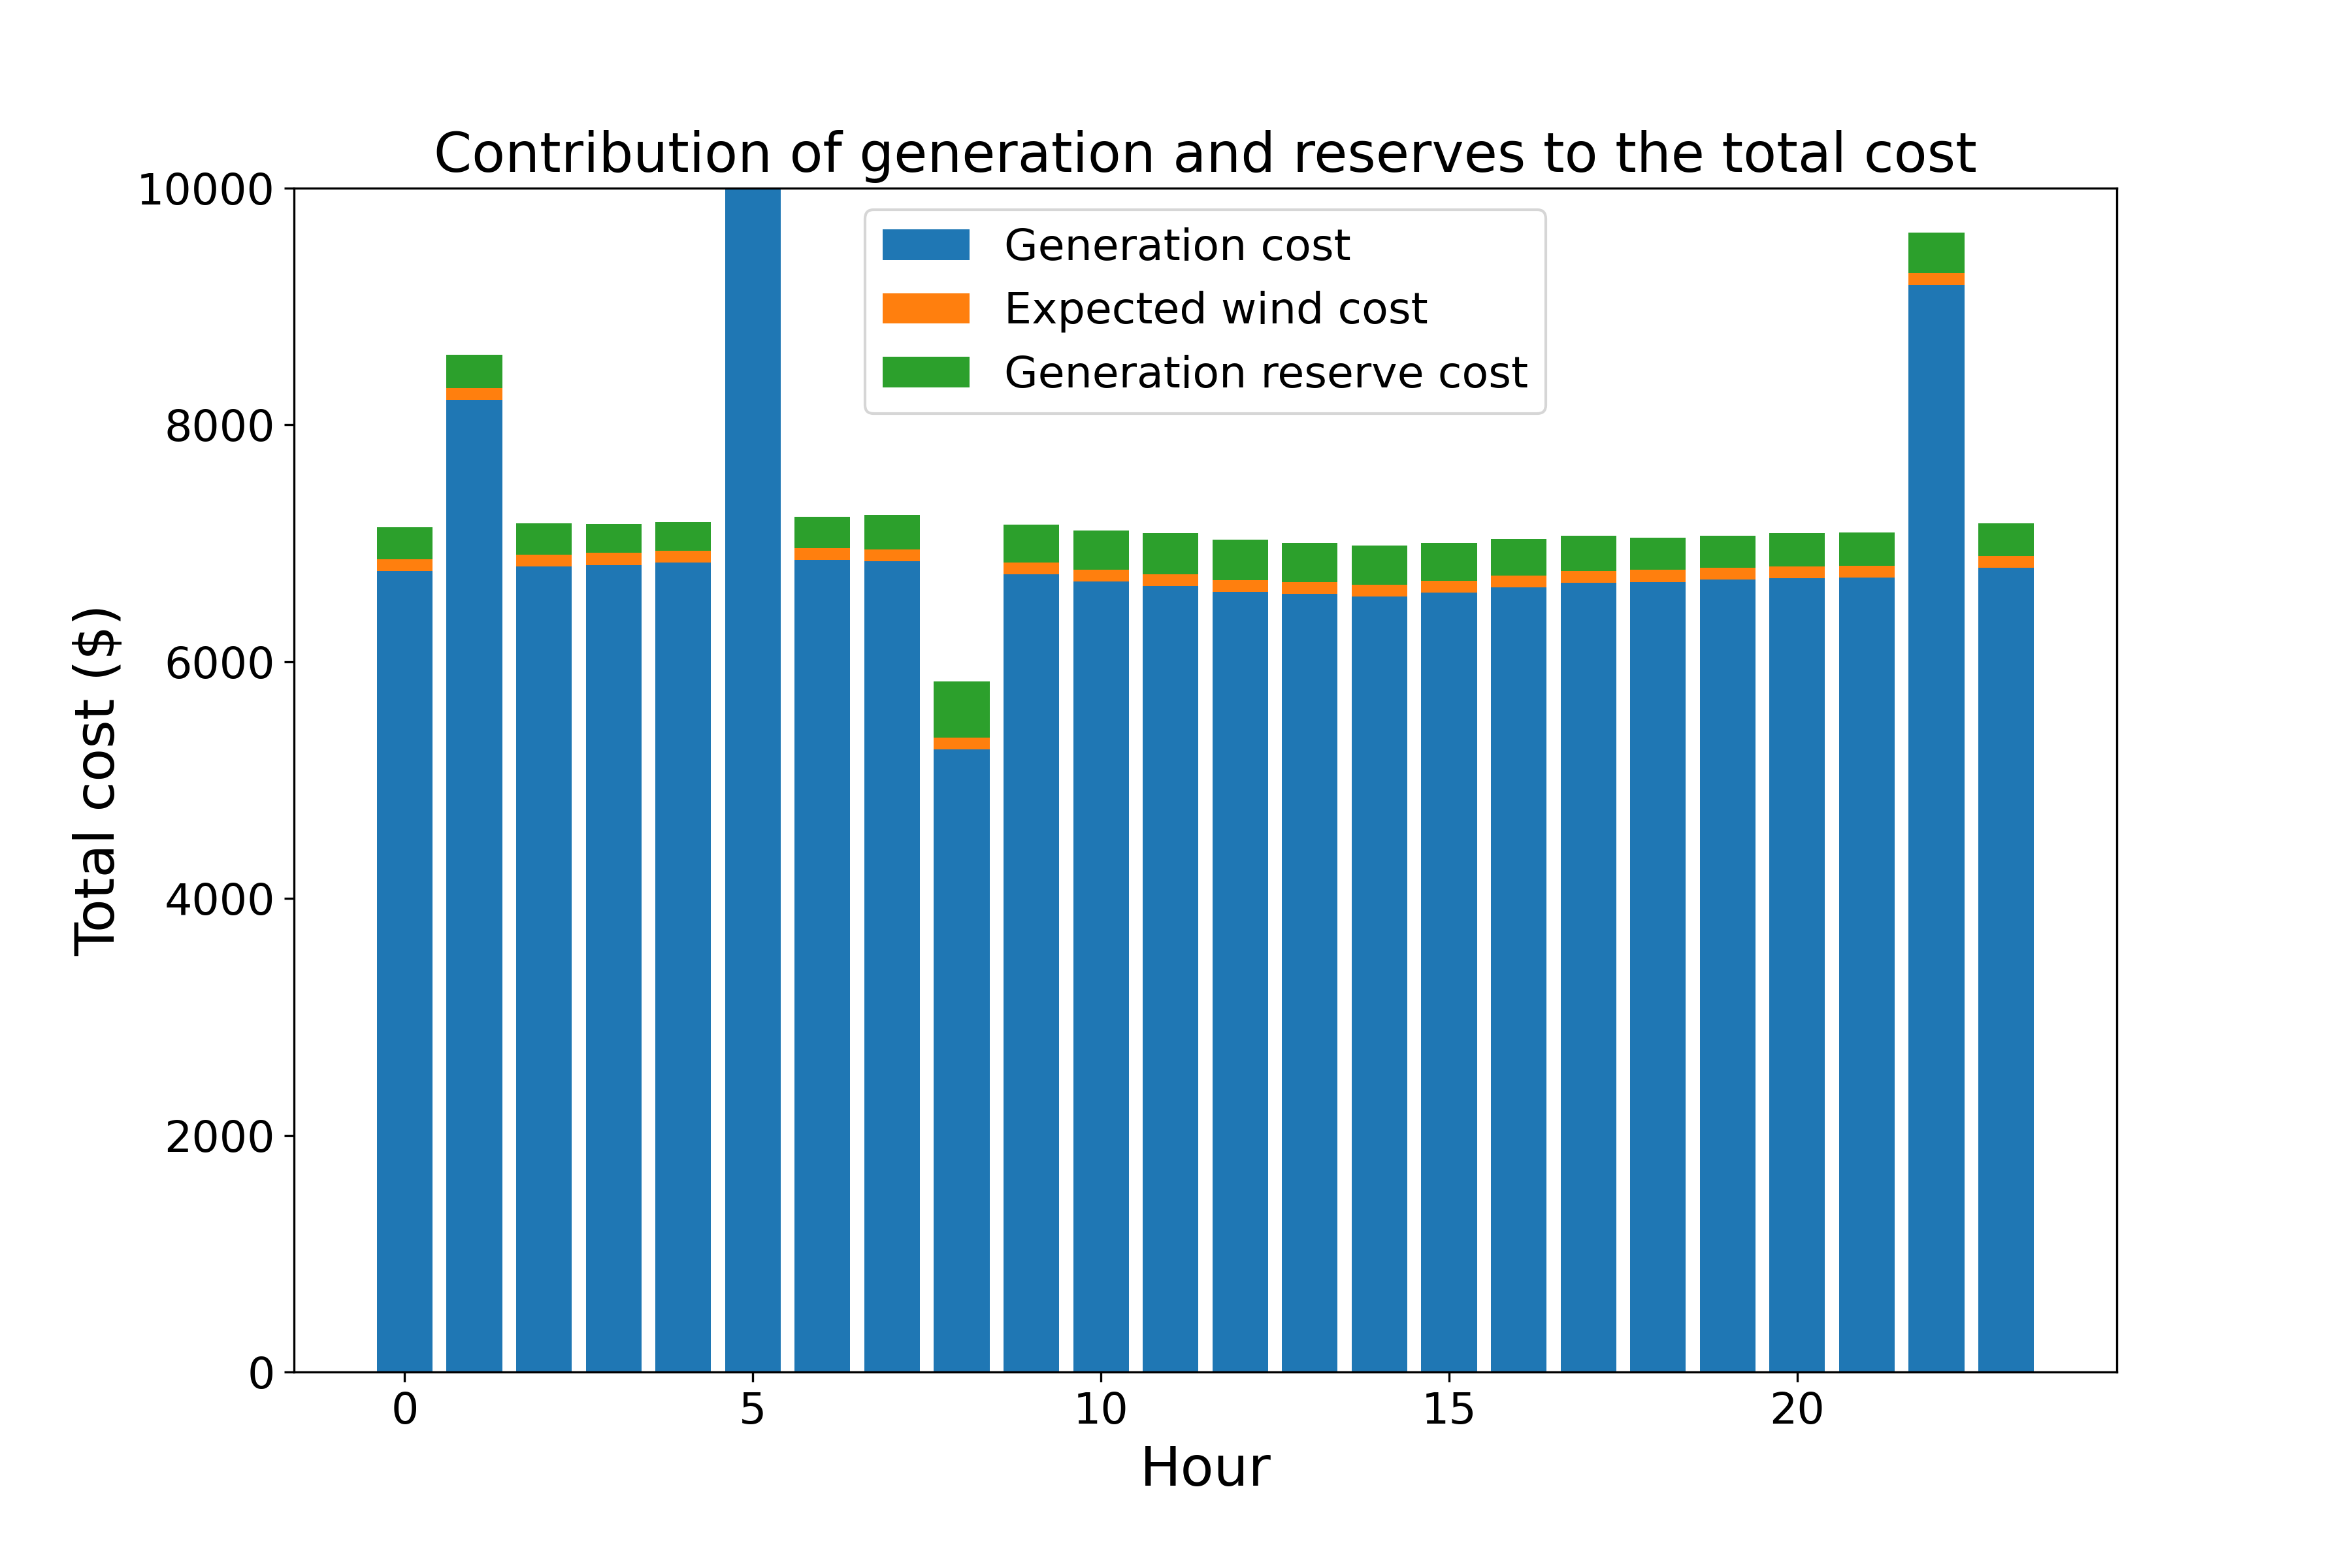 Contribution of generation and reserves to the total cost
10000
8000
6000
4000
2000
0
Total cost ($)
Generation cost
Expected wind cost
Generation reserve cost
0 5 10 15 20
Hour